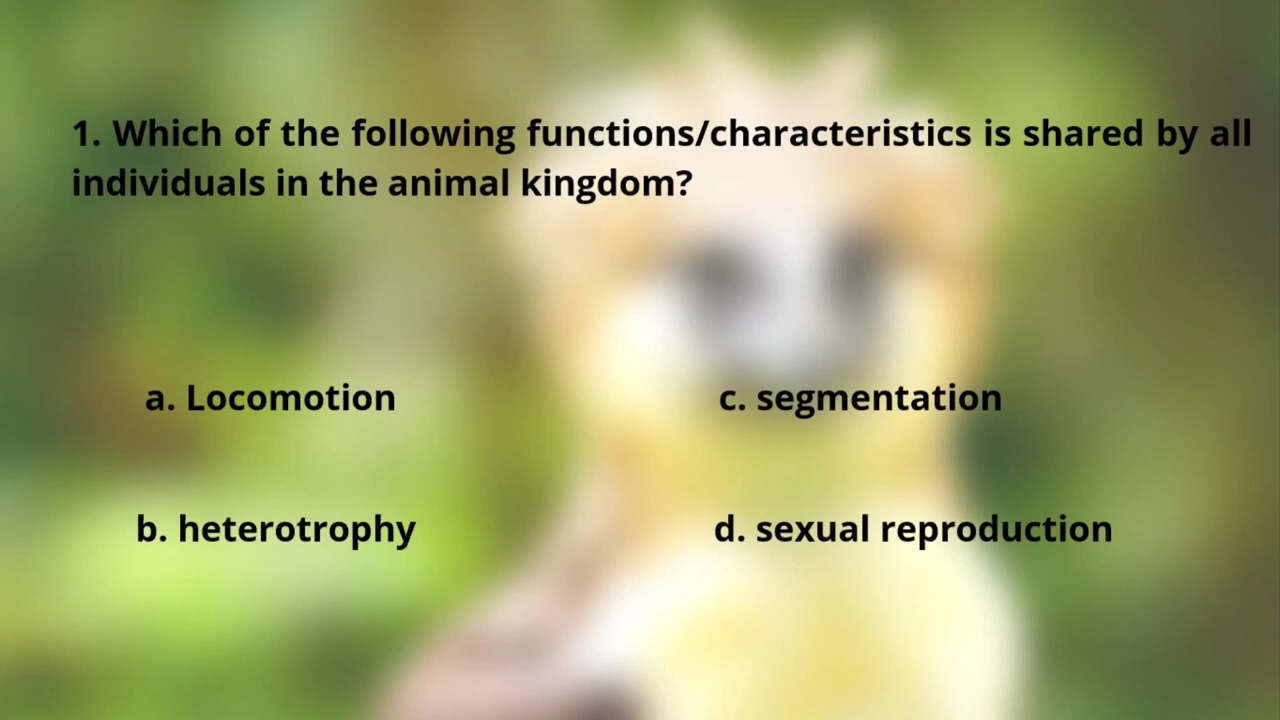 1. Which of the following functions/characteristics is shared by all
individuals in the animal kingdom?
a. Locomotion
c. segmentation
b. heterotrophy
d. sexual reproduction